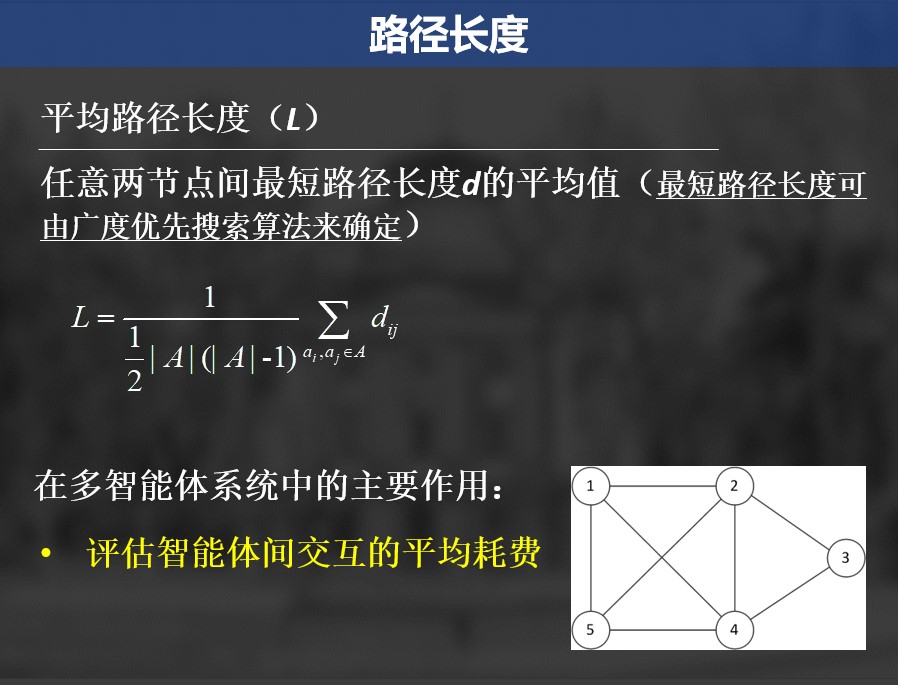 路径长度
平均路径长度（L）
任意两节点间最短路径长度d的平均值（最短路径长度可
由广度优先搜索算法来确定）
L = 1 / (1/2 |A|(|A|-1)) ∑_{a_i,a_j∈A} d_{ij}
在多智能体系统中的主要作用：
• 评估智能体间交互的平均耗费
1 2
3
5 4